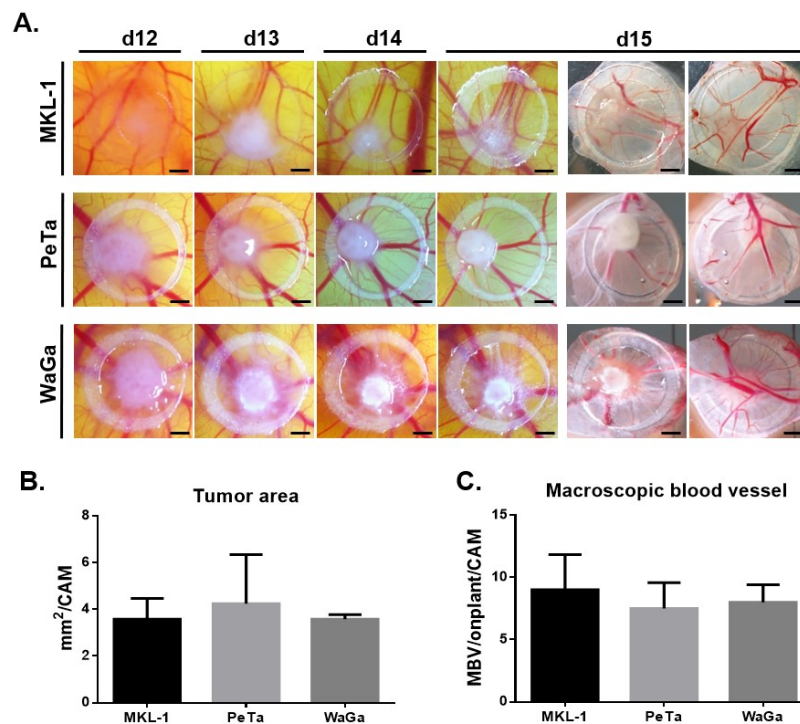 A.
d12 d13 d14 d15
MKL-1
PeTa
WaGa
B.
Tumor area
mm²/CAM
8
6
4
2
0
MKL-1 PeTa WaGa
C.
Macroscopic blood vessel
MBV/onplant/CAM
15
10
5
0
MKL-1 PeTa WaGa